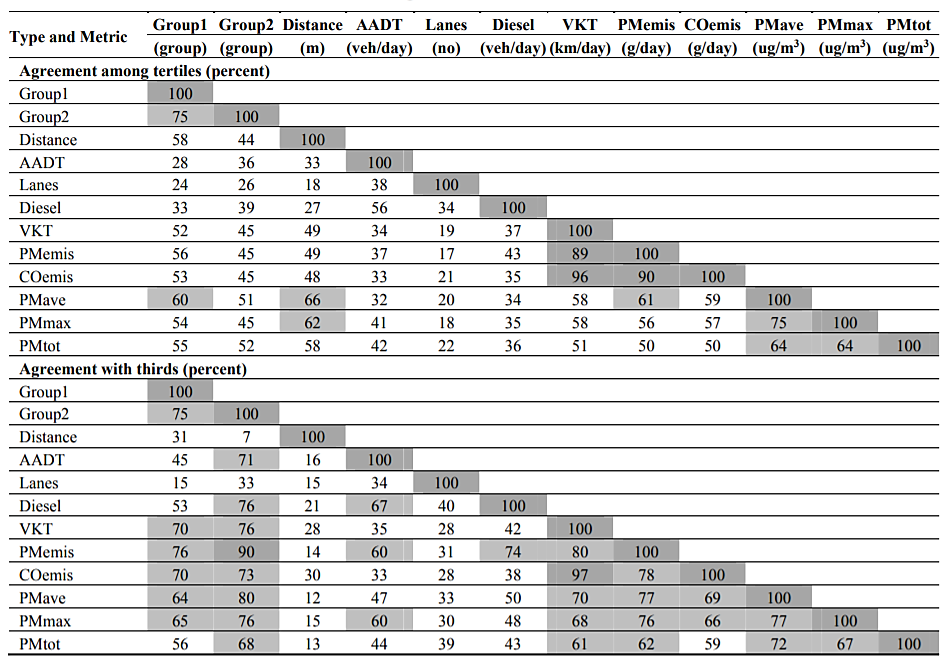 Type and Metric Group1 Group2 Distance AADT Lanes Diesel VKT PMemis COemis PMave PMmax PMtot
(group) (group) (m) (veh/day) (no) (veh/day) (km/day) (g/day) (g/day) (ug/m³) (ug/m³) (ug/m³)
Agreement among tertiles (percent)
Group1 100
Group2 75 100
Distance 58 44 100
AADT 28 36 33 100
Lanes 24 26 18 38 100
Diesel 33 39 27 56 34 100
VKT 52 45 49 34 19 37 100
PMemis 56 45 49 37 17 43 89 100
COemis 53 45 48 33 21 35 96 90 100
PMave 60 51 66 32 20 34 58 61 59 100
PMmax 54 45 62 41 18 35 58 56 57 75 100
PMtot 55 52 58 42 22 36 51 50 50 64 64 100
Agreement with thirds (percent)
Group1 100
Group2 75 100
Distance 31 7 100
AADT 45 71 16 100
Lanes 15 33 15 34 100
Diesel 53 76 21 67 40 100
VKT 70 76 28 35 28 42 100
PMemis 76 90 14 60 31 74 80 100
COemis 70 73 30 33 28 38 97 78 100
PMave 64 80 12 47 33 50 70 77 69 100
PMmax 65 76 15 60 30 48 68 76 66 77 100
PMtot 56 68 13 44 39 43 61 62 59 72 67 100